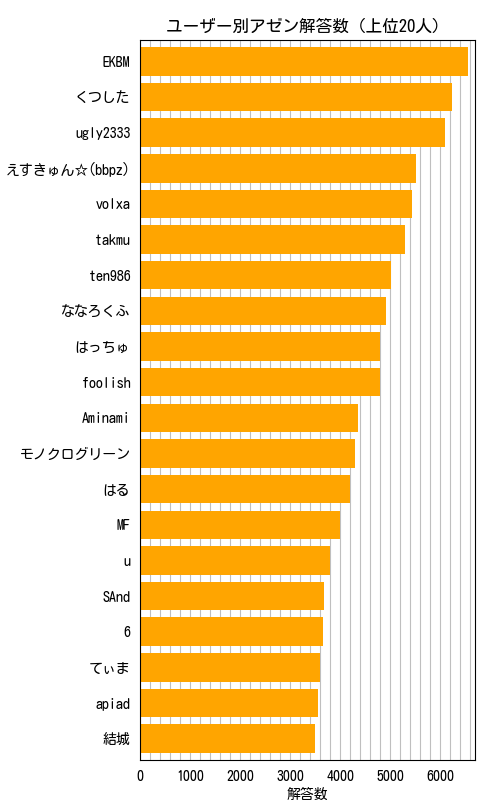 ユーザー別アゼン解答数 (上位20人)
EKBM
くつした
ugly2333
えすきゅん☆(bbpz)
volxa
takmu
ten986
ななろくふ
はっちゅ
foolish
Aminami
モノクログリーン
はる
MF
u
SAnd
6
てぃま
apiad
結城
0 1000 2000 3000 4000 5000 6000
解答数